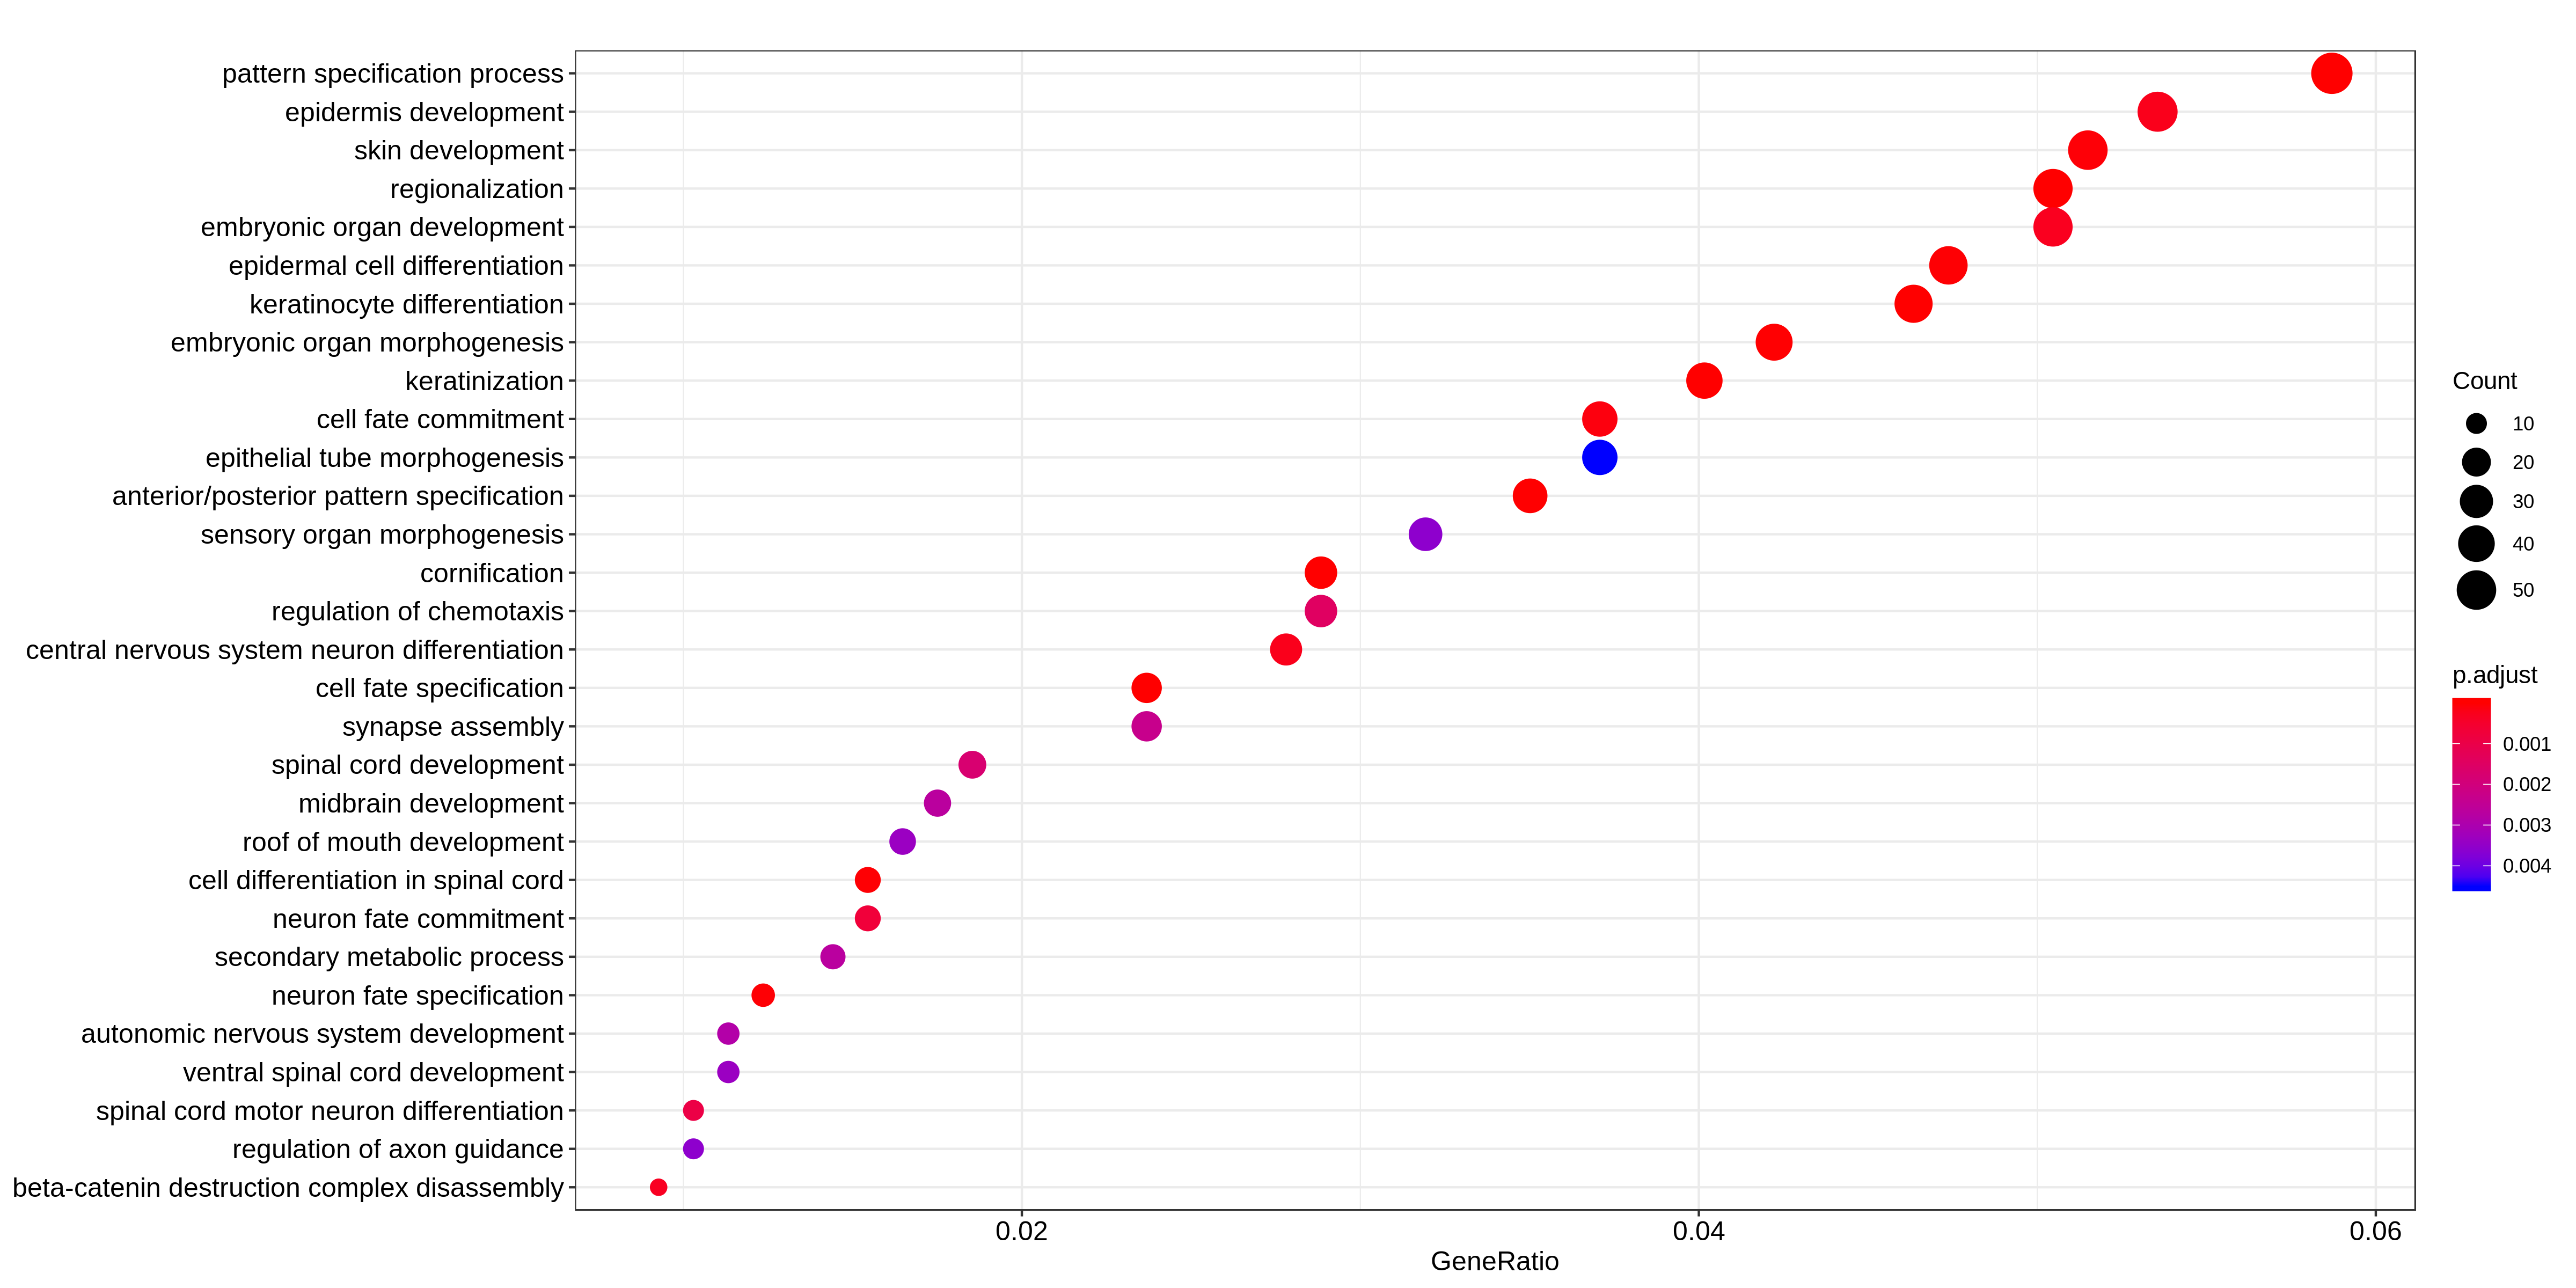 pattern specification process
epidermis development
skin development
regionalization
embryonic organ development
epidermal cell differentiation
keratinocyte differentiation
embryonic organ morphogenesis
keratinization
cell fate commitment
epithelial tube morphogenesis
anterior/posterior pattern specification
sensory organ morphogenesis
cornification
regulation of chemotaxis
central nervous system neuron differentiation
cell fate specification
synapse assembly
spinal cord development
midbrain development
roof of mouth development
cell differentiation in spinal cord
neuron fate commitment
secondary metabolic process
neuron fate specification
autonomic nervous system development
ventral spinal cord development
spinal cord motor neuron differentiation
regulation of axon guidance
beta-catenin destruction complex disassembly
0.02 0.04 0.06
GeneRatio
Count
10
20
30
40
50
p.adjust
0.001
0.002
0.003
0.004